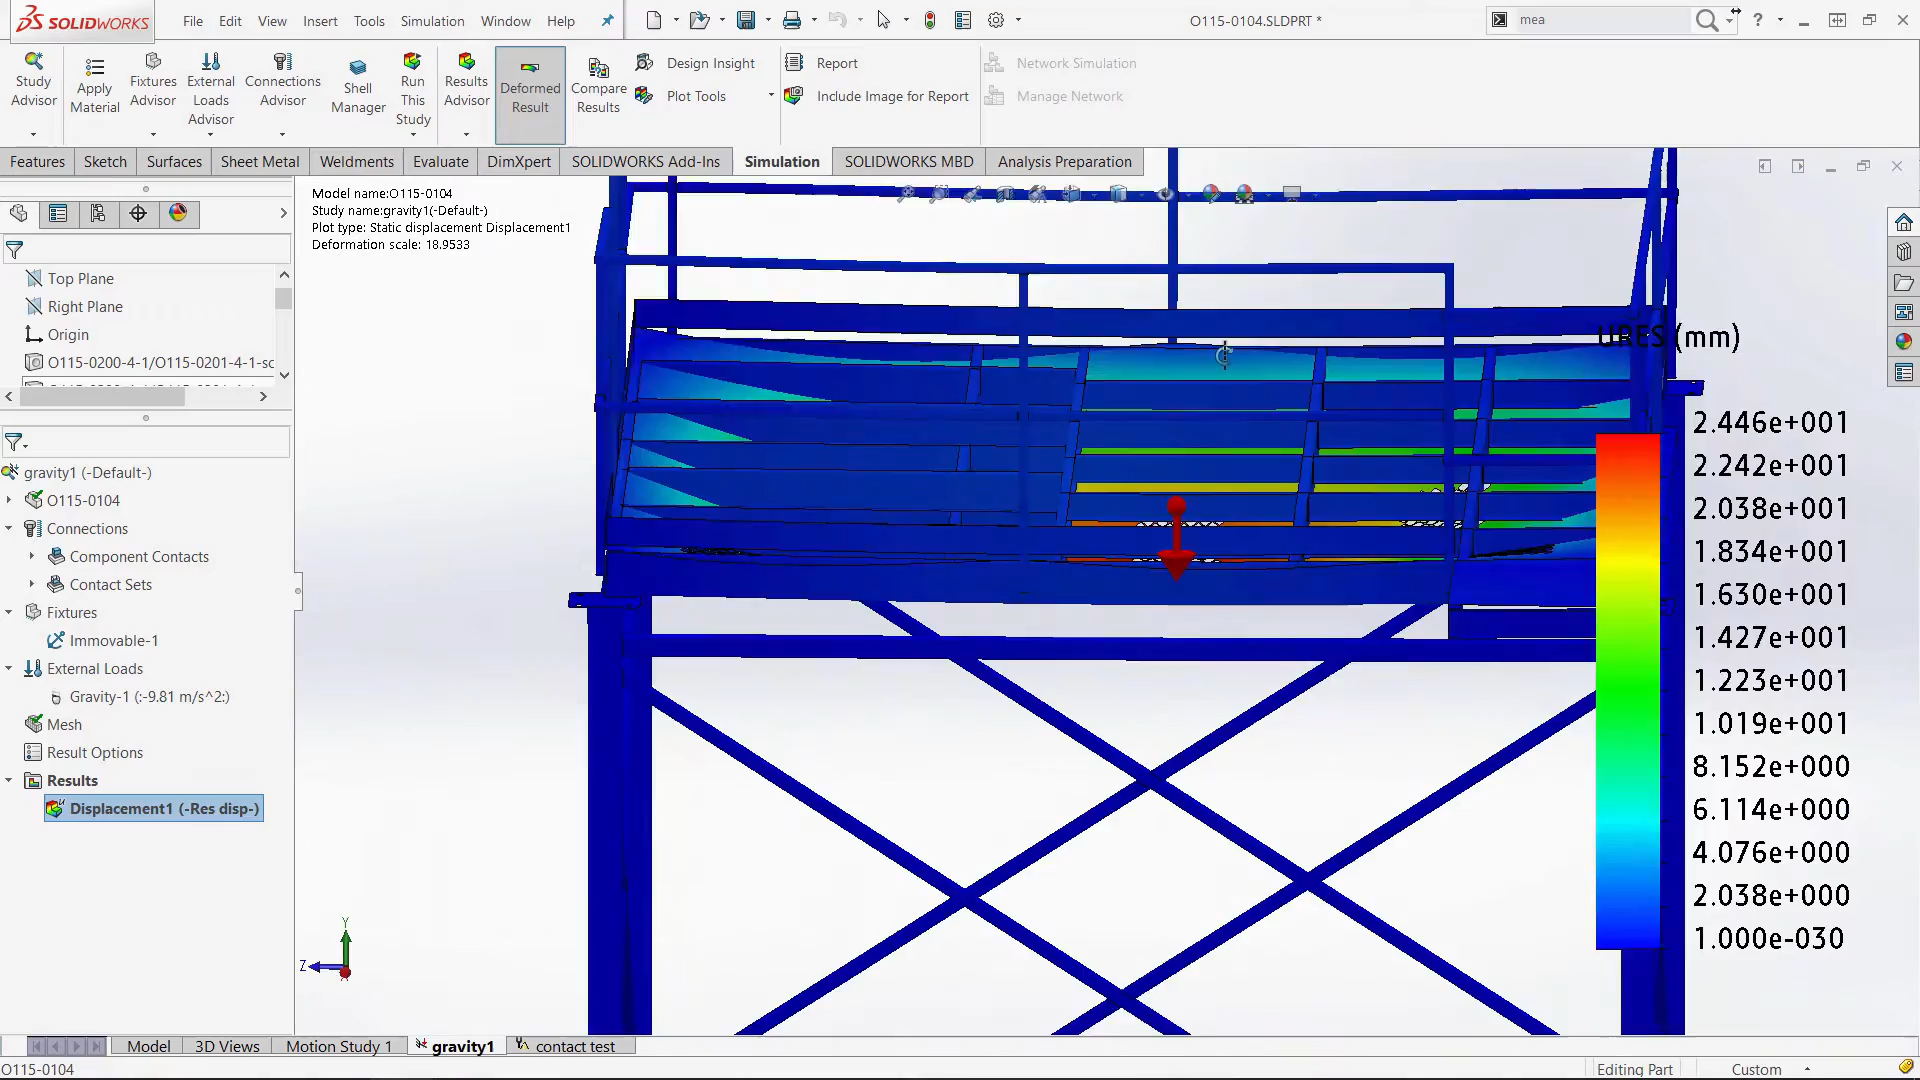 SOLIDWORKS File Edit View Insert Tools Simulation Window Help O115-0104.SLDPRT * mea ?
Study Advisor
Apply Material
Fixtures Advisor
External Loads Advisor
Connections Advisor
Shell Manager
Run This Study
Results Advisor
Deformed Result
Compare Results
Design Insight
Plot Tools
Report
Include Image for Report
Network Simulation
Manage Network
Features Sketch Surfaces Sheet Metal Weldments Evaluate DimXpert SOLIDWORKS Add-Ins Simulation SOLIDWORKS MBD Analysis Preparation
Model name:O115-0104
Study name:gravity1(-Default-)
Plot type: Static displacement Displacement1
Deformation scale: 18.9533
Top Plane
Right Plane
Origin
O115-0200-4-1/O115-0201-4-1-sc
gravity1 (-Default-)
O115-0104
Connections
Component Contacts
Contact Sets
Fixtures
Immovable-1
External Loads
Gravity-1 (:-9.81 m/s^2:)
Mesh
Result Options
Results
Displacement1 (-Res disp-)
URES (mm)
2.446e+001
2.242e+001
2.038e+001
1.834e+001
1.630e+001
1.427e+001
1.223e+001
1.019e+001
8.152e+000
6.114e+000
4.076e+000
2.038e+000
1.000e-030
Y
Z
Model 3D Views Motion Study 1 gravity1 contact test
O115-0104 Editing Part Custom